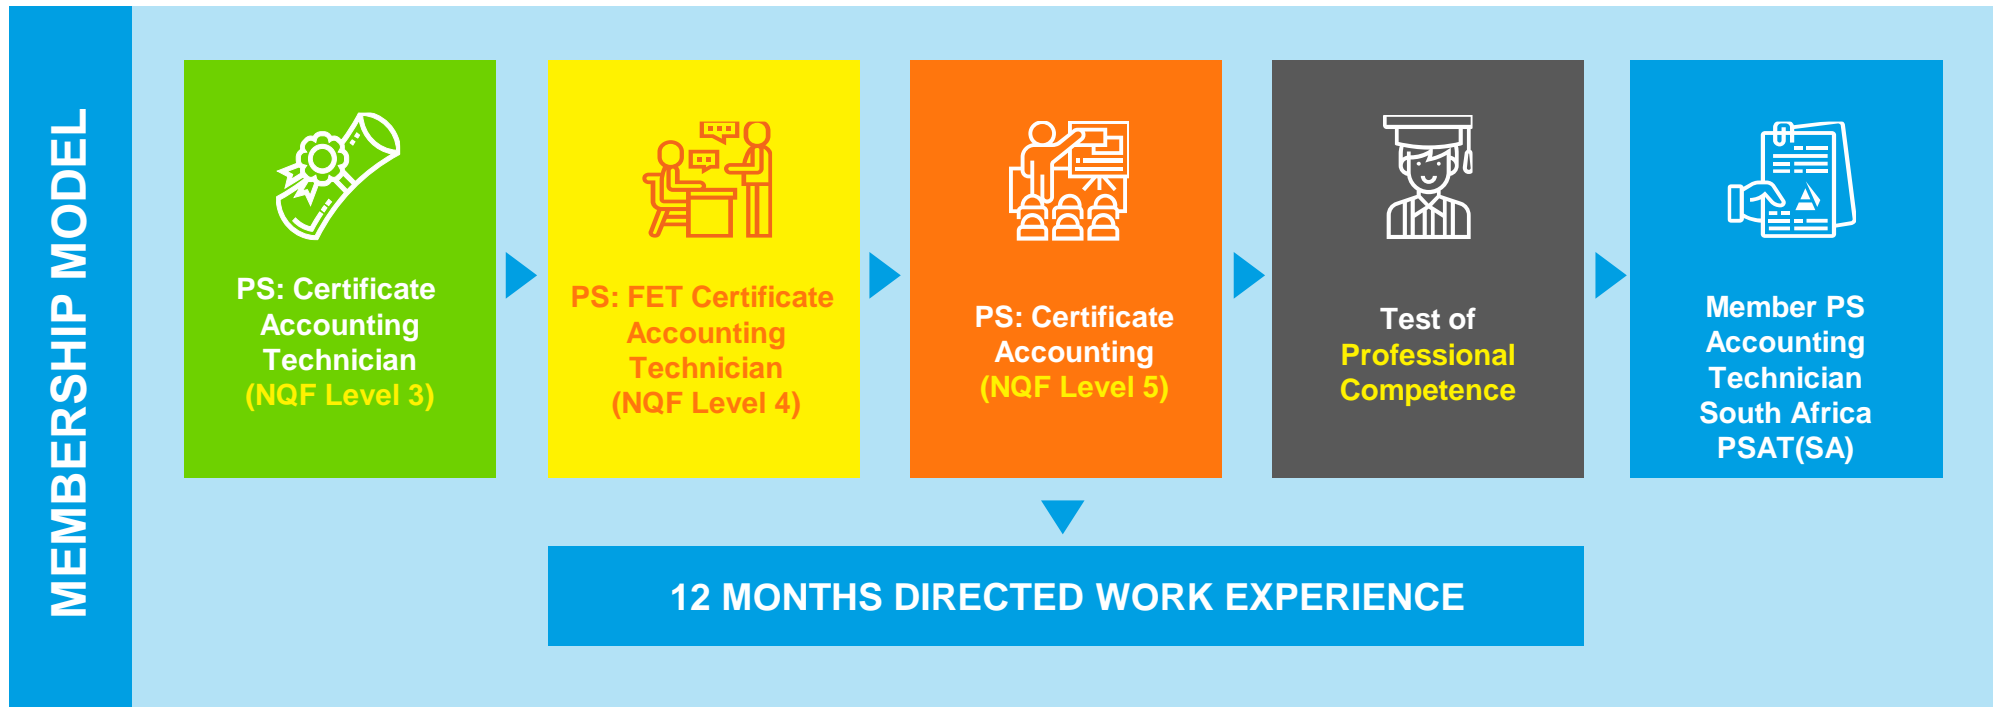 MEMBERSHIP MODEL
PS: Certificate
Accounting
Technician
(NQF Level 3)
PS: FET Certificate
Accounting
Technician
(NQF Level 4)
PS: Certificate
Accounting
(NQF Level 5)
Test of
Professional
Competence
Member PS
Accounting
Technician
South Africa
PSAT(SA)
12 MONTHS DIRECTED WORK EXPERIENCE